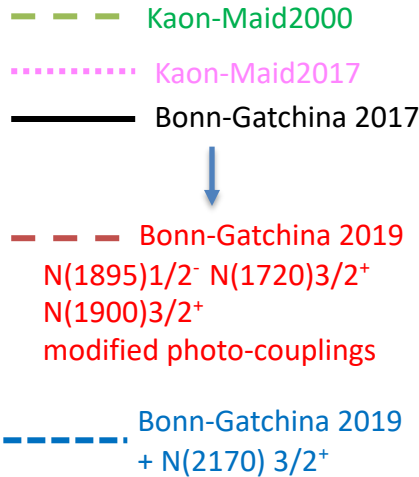 Kaon-Maid2000
Kaon-Maid2017
Bonn-Gatchina 2017
Bonn-Gatchina 2019
N(1895)1/2⁻ N(1720)3/2⁺
N(1900)3/2⁺
modified photo-couplings
Bonn-Gatchina 2019
+ N(2170) 3/2⁺